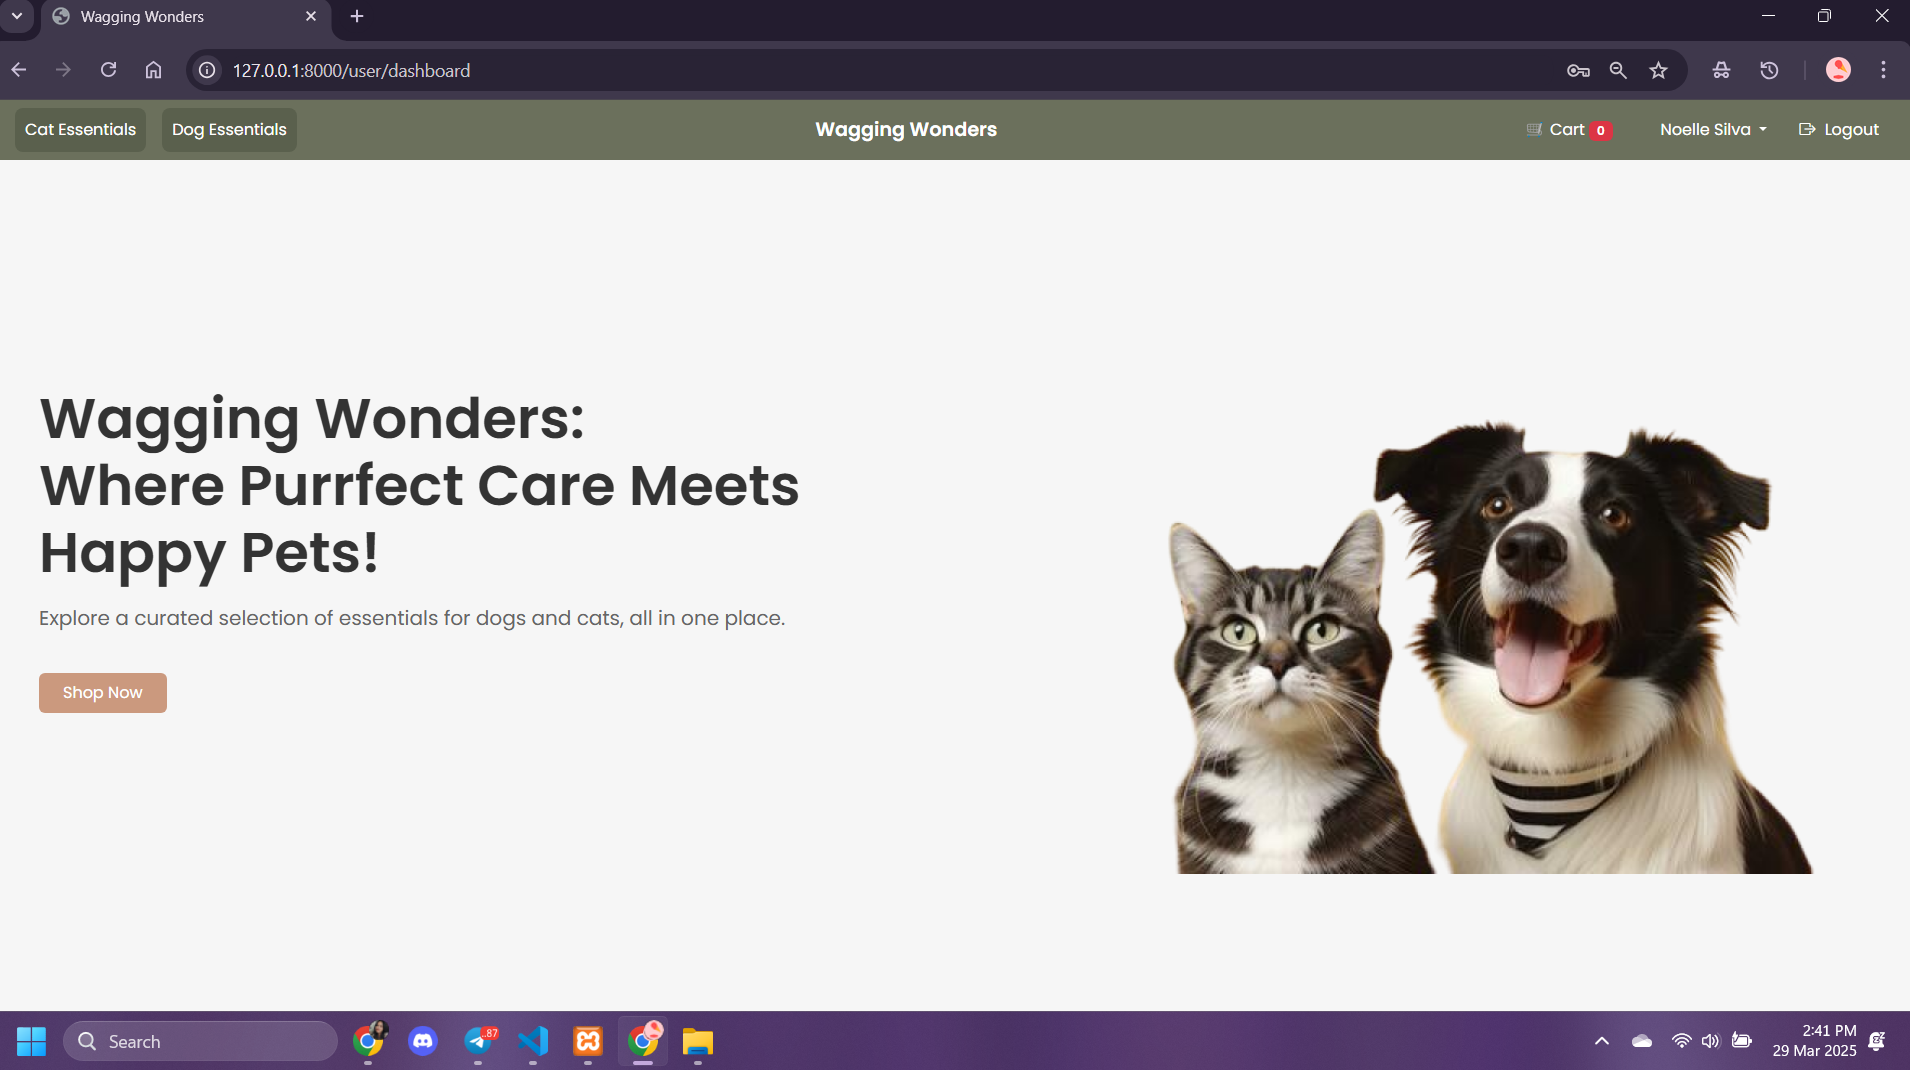 Wagging Wonders
127.0.0.1:8000/user/dashboard
Cat Essentials
Dog Essentials
Wagging Wonders
Cart 0
Noelle Silva
Logout
Wagging Wonders:
Where Purrfect Care Meets
Happy Pets!
Explore a curated selection of essentials for dogs and cats, all in one place.
Shop Now
Search
..87
2:41 PM
29 Mar 2025